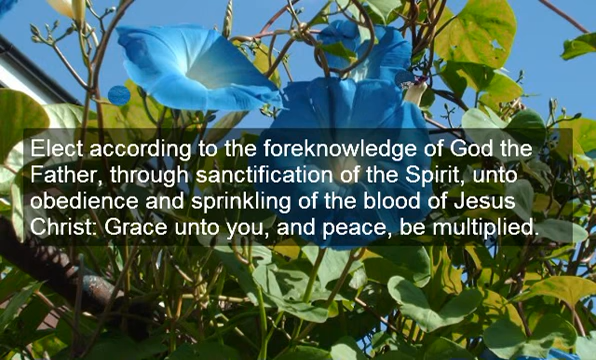 Elect according to the foreknowledge of God the
Father, through sanctification of the Spirit, unto
obedience and sprinkling of the blood of Jesus
Christ: Grace unto you, and peace, be multiplied.